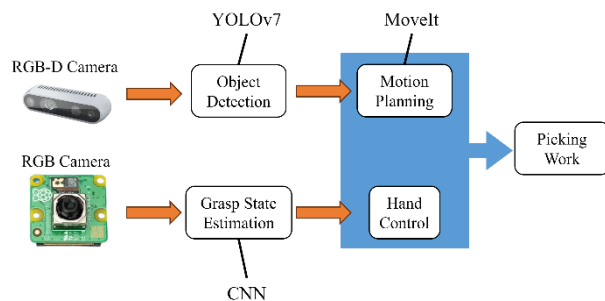 YOLOv7
MoveIt
RGB-D Camera
Object
Detection
Motion
Planning
Picking
Work
RGB Camera
Grasp State
Estimation
Hand
Control
CNN